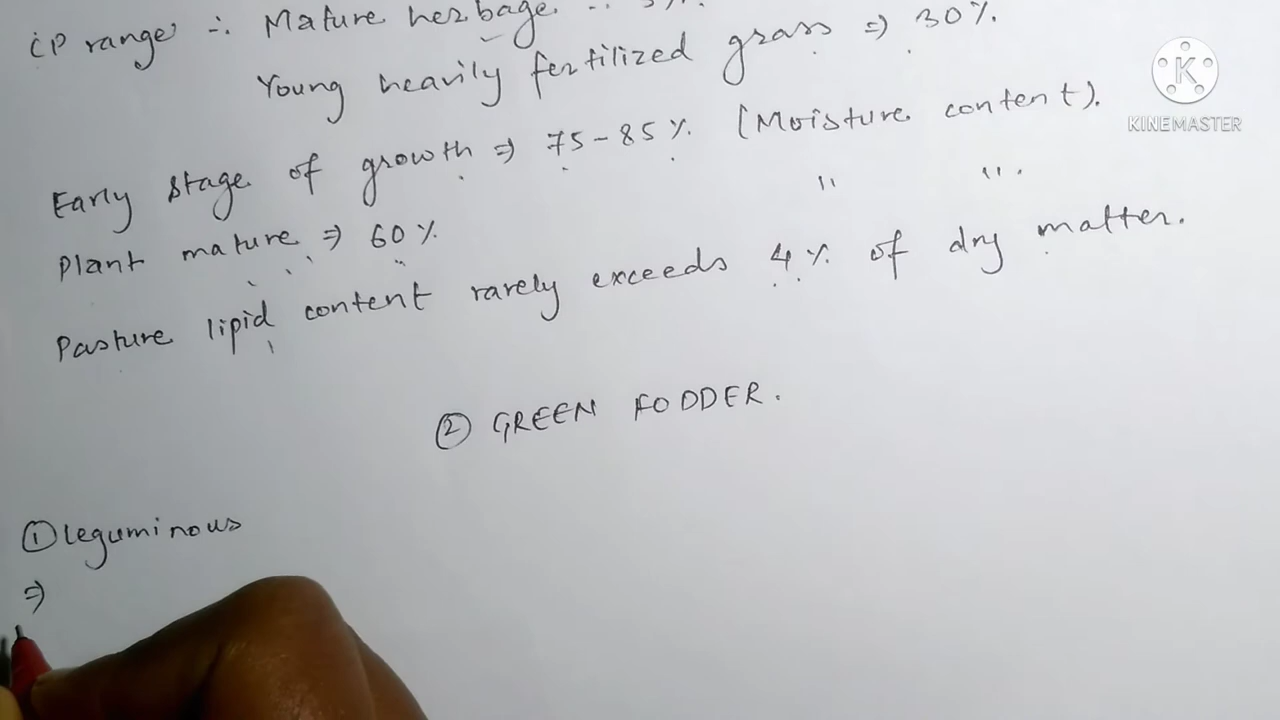 CP range ∴ Mature herbage
Young heavily fertilized grass ⇒ 30%.
Early stage of growth ⇒ 75-85% (Moisture content).
Plant mature ⇒ 60% " ".
Pasture lipid content rarely exceeds 4% of dry matter.
② GREEN FODDER.
① leguminous
⇒
K
KINEMASTER